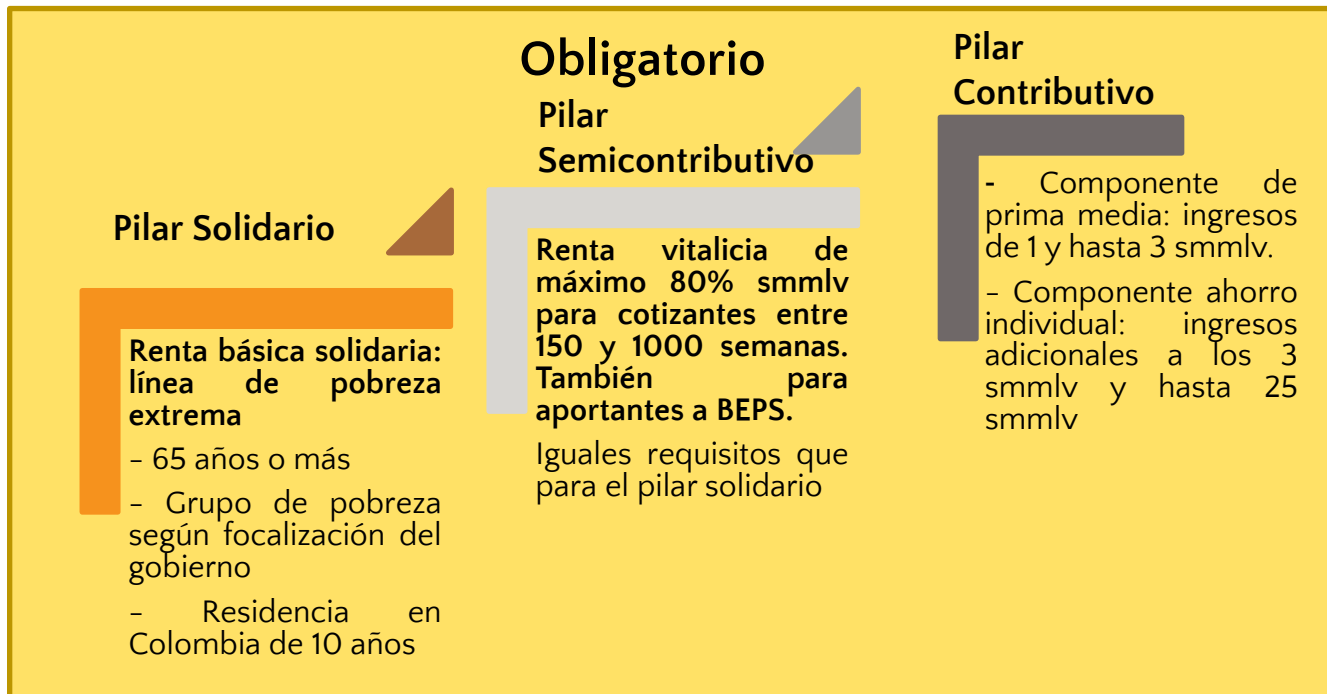 Obligatorio
Pilar Solidario
Renta básica solidaria:
línea de pobreza
extrema
– 65 años o más
– Grupo de pobreza
según focalización del
gobierno
– Residencia en
Colombia de 10 años
Pilar
Semicontributivo
Renta vitalicia de
máximo 80% smmlv
para cotizantes entre
150 y 1000 semanas.
También para
aportantes a BEPS.
Iguales requisitos que
para el pilar solidario
Pilar
Contributivo
- Componente de
prima media: ingresos
de 1 y hasta 3 smmlv.
– Componente ahorro
individual: ingresos
adicionales a los 3
smmlv y hasta 25
smmlv